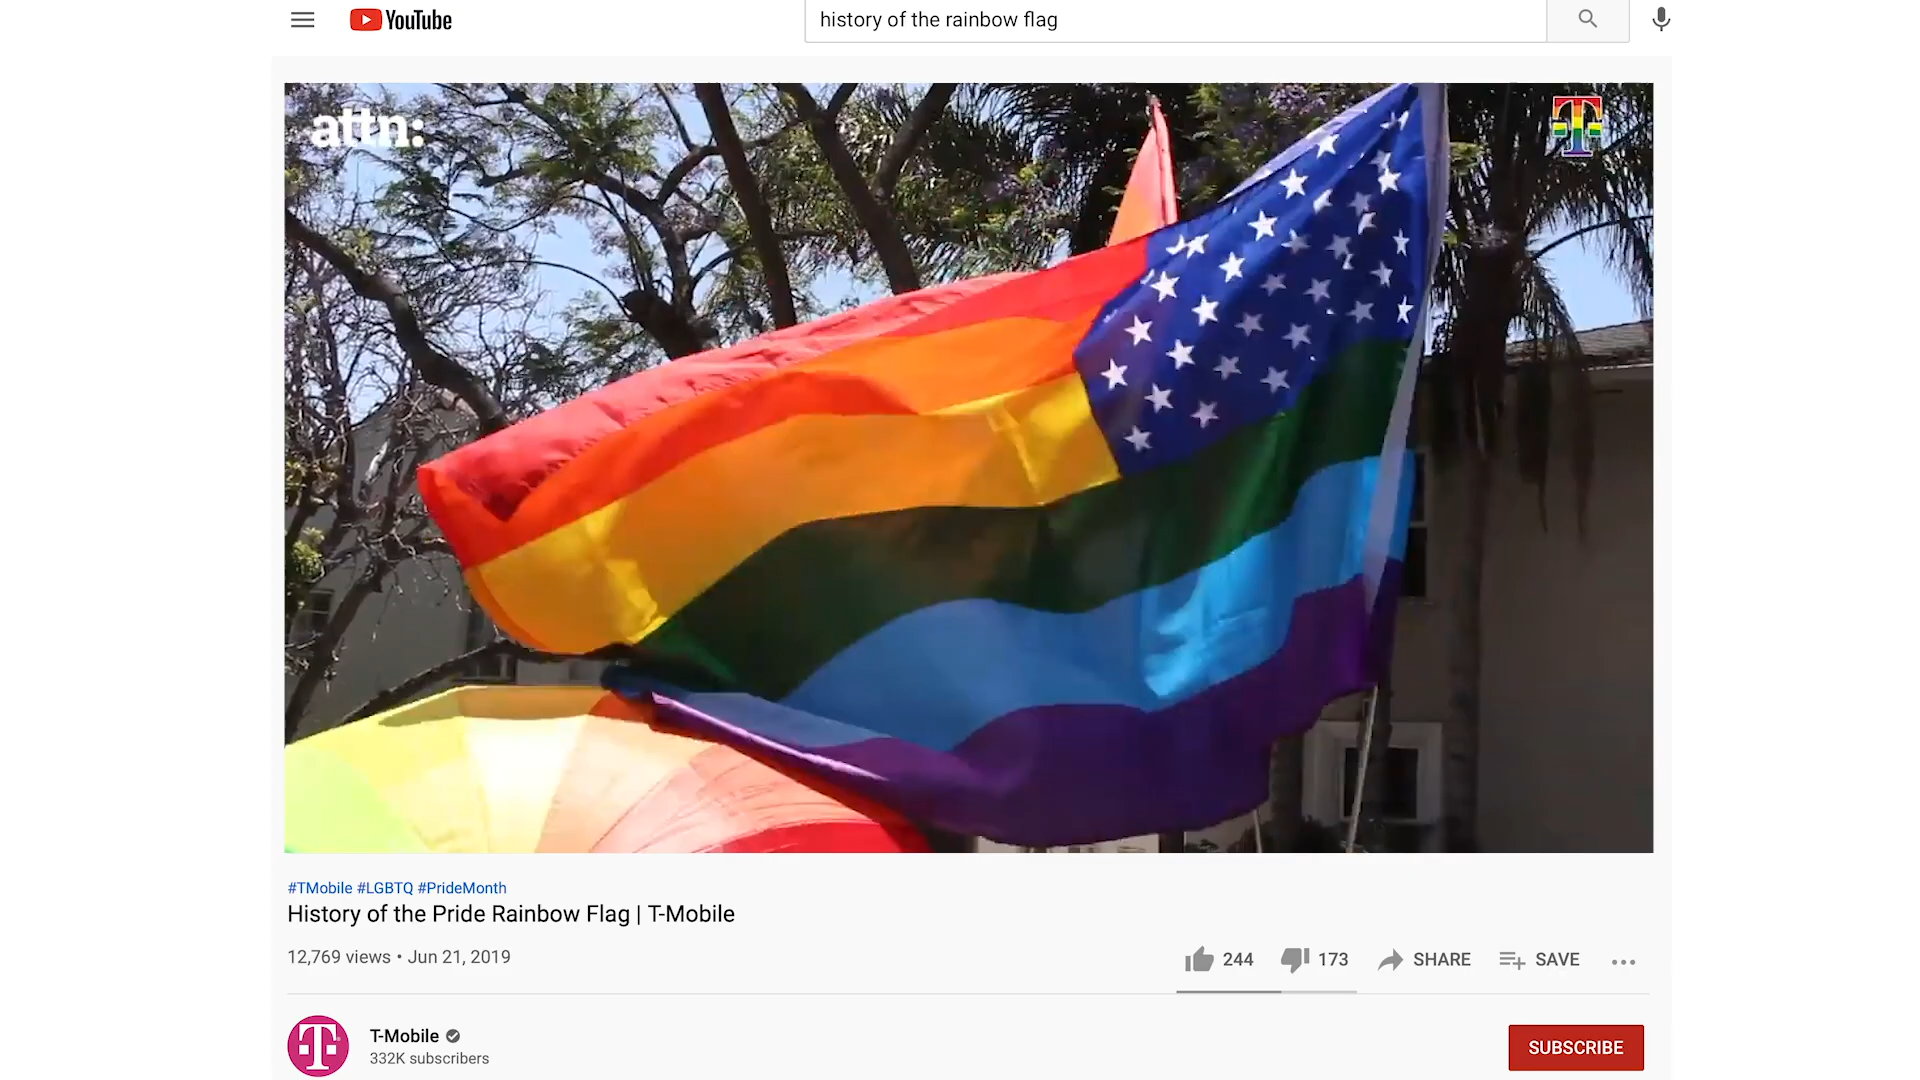 YouTube
history of the rainbow flag
attn:
T
#TMobile #LGBTQ #PrideMonth
History of the Pride Rainbow Flag | T-Mobile
12,769 views • Jun 21, 2019
244 173 SHARE SAVE
T T-Mobile
332K subscribers
SUBSCRIBE